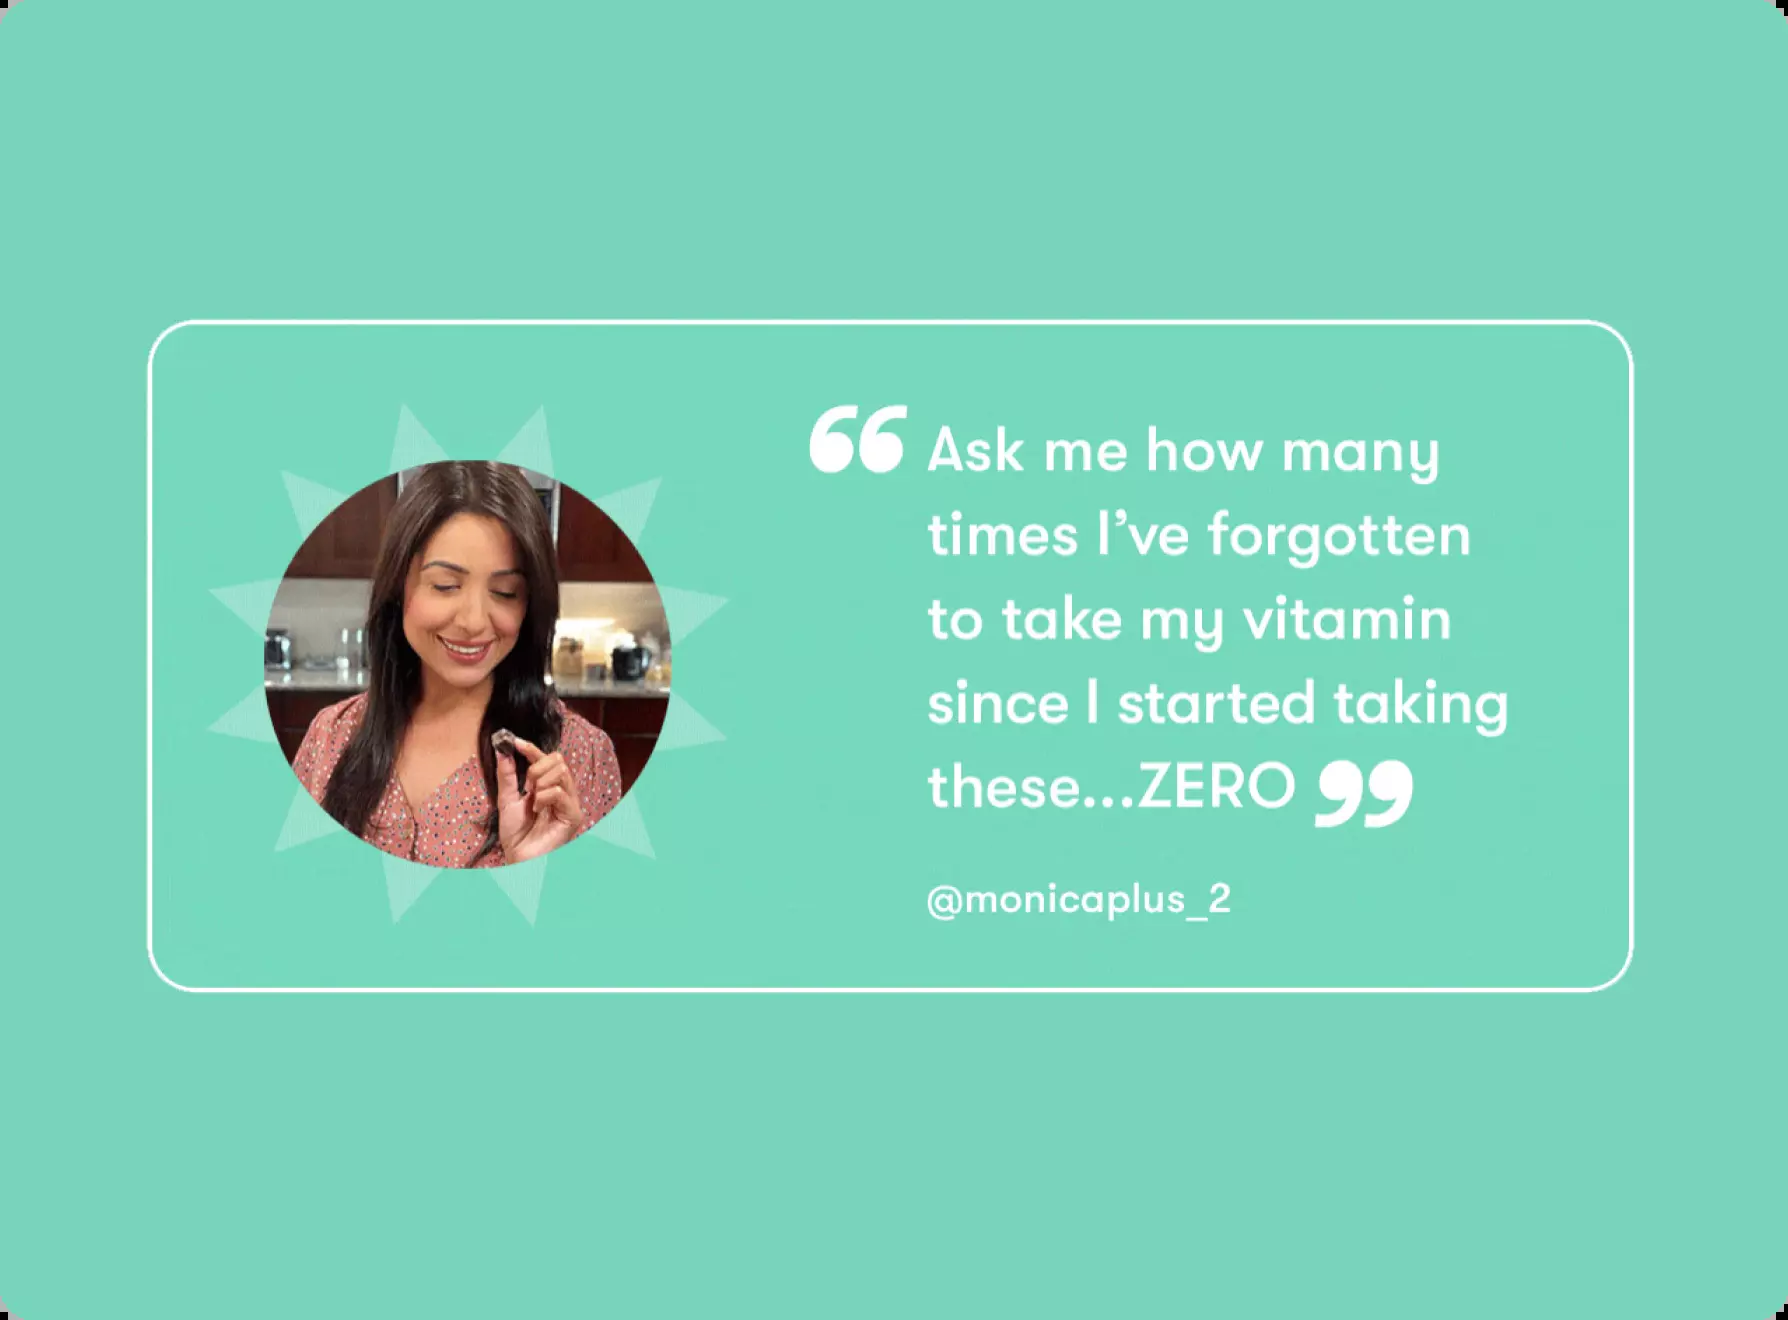 “Ask me how many
times I’ve forgotten
to take my vitamin
since I started taking
these...ZERO”
@monicaplus_2